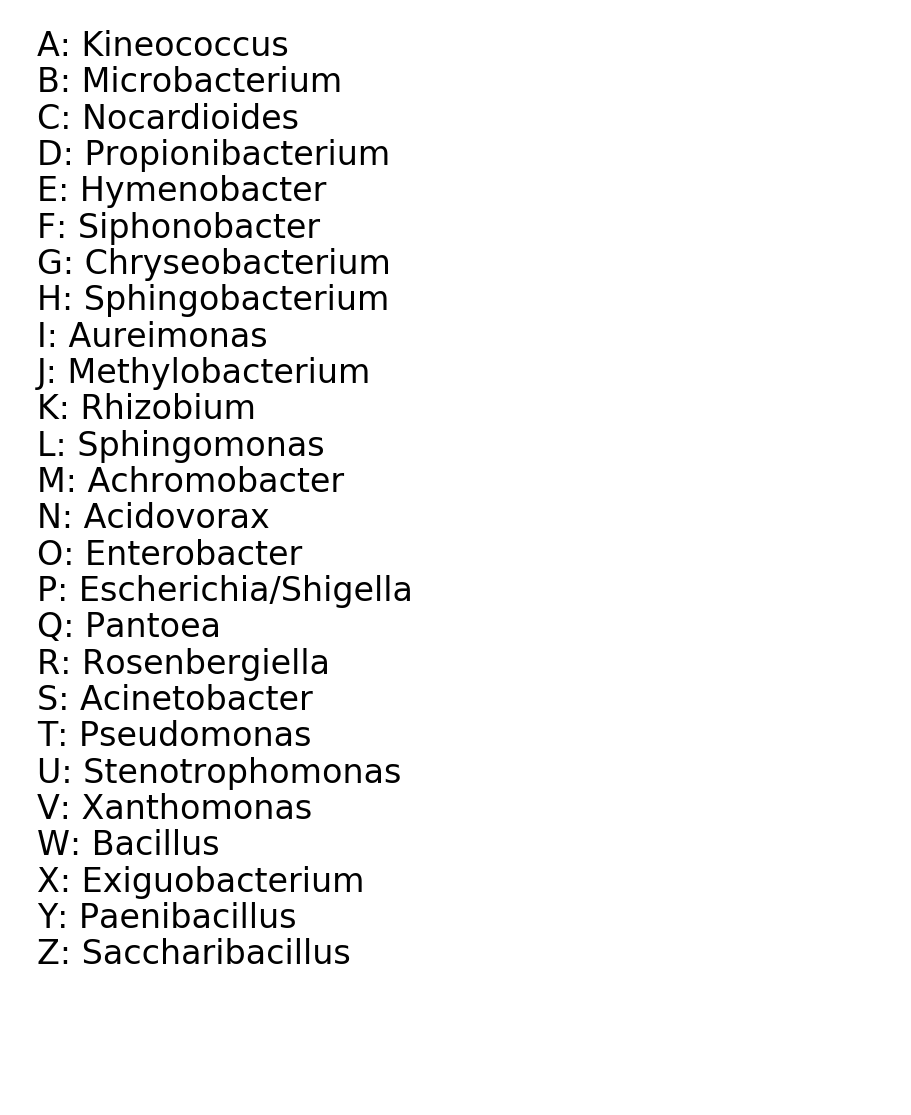 A: Kineococcus
B: Microbacterium
C: Nocardioides
D: Propionibacterium
E: Hymenobacter
F: Siphonobacter
G: Chryseobacterium
H: Sphingobacterium
I: Aureimonas
J: Methylobacterium
K: Rhizobium
L: Sphingomonas
M: Achromobacter
N: Acidovorax
O: Enterobacter
P: Escherichia/Shigella
Q: Pantoea
R: Rosenbergiella
S: Acinetobacter
T: Pseudomonas
U: Stenotrophomonas
V: Xanthomonas
W: Bacillus
X: Exiguobacterium
Y: Paenibacillus
Z: Saccharibacillus